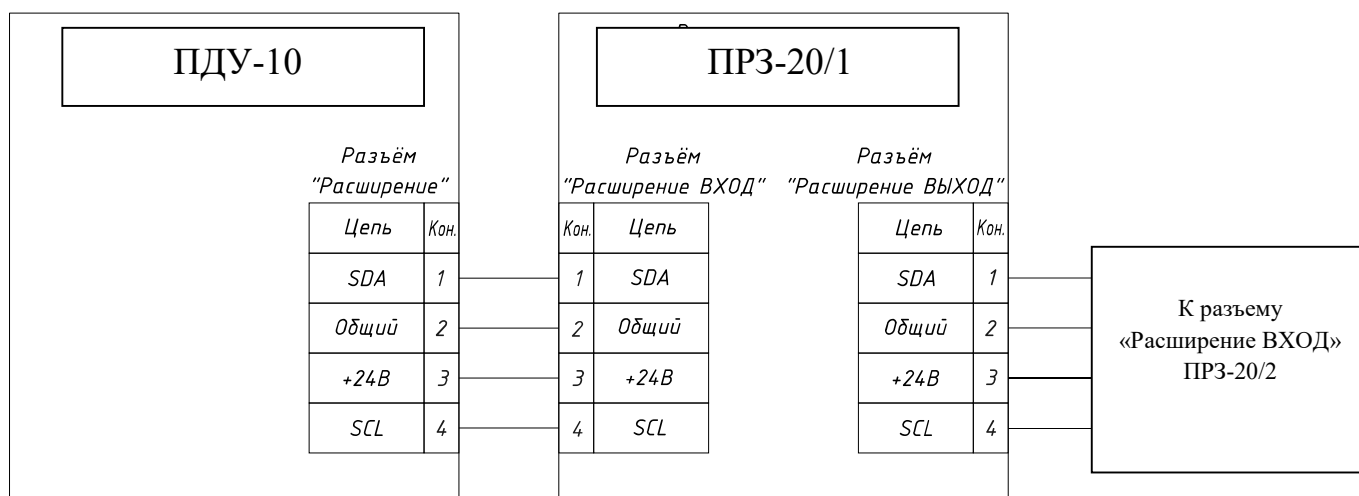 ПДУ-10
ПРЗ-20/1
Разъём
"Расширение"
Цепь Кон.
SDA 1
Общий 2
+24В 3
SCL 4
Разъём
"Расширение ВХОД"
Кон. Цепь
1 SDA
2 Общий
3 +24В
4 SCL
Разъём
"Расширение ВЫХОД"
Цепь Кон.
SDA 1
Общий 2
+24В 3
SCL 4
К разъему
«Расширение ВХОД»
ПРЗ-20/2